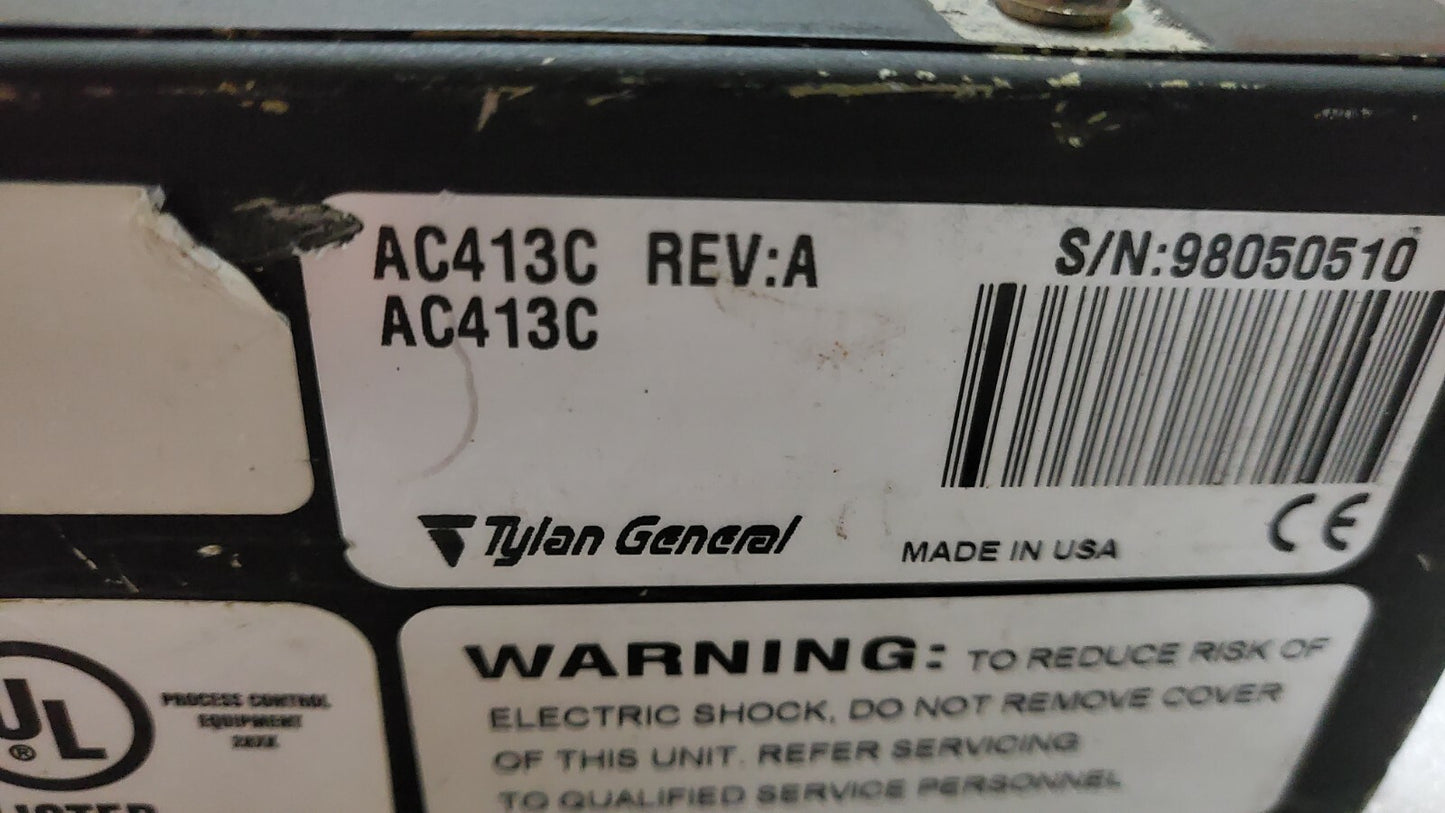 AC413C REV:A
AC413C
S/N:98050510
Tylan General
MADE IN USA
CE
UL
®
PROCESS CONTROL
EQUIPMENT
WARNING: TO REDUCE RISK OF
ELECTRIC SHOCK, DO NOT REMOVE COVER
OF THIS UNIT. REFER SERVICING
TO QUALIFIED SERVICE PERSONNEL